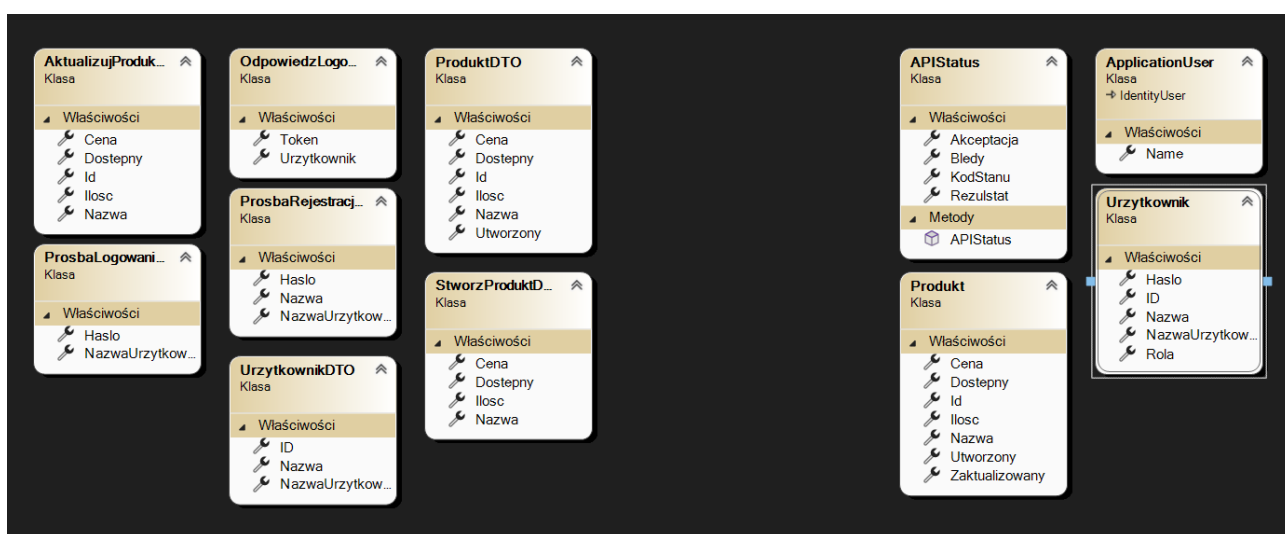 AktualizujProduk...
Klasa
Właściwości
Cena
Dostepny
Id
Ilosc
Nazwa
ProsbaLogowani...
Klasa
Właściwości
Haslo
NazwaUrzytkow...
OdpowiedzLogo...
Klasa
Właściwości
Token
Urzytkownik
ProsbaRejestracj...
Klasa
Właściwości
Haslo
Nazwa
NazwaUrzytkow...
UrzytkownikDTO
Klasa
Właściwości
ID
Nazwa
NazwaUrzytkow...
ProduktDTO
Klasa
Właściwości
Cena
Dostepny
Id
Ilosc
Nazwa
Utworzony
StworzProduktD...
Klasa
Właściwości
Cena
Dostepny
Ilosc
Nazwa
APIStatus
Klasa
Właściwości
Akceptacja
Bledy
KodStanu
Rezulstat
Metody
APIStatus
Produkt
Klasa
Właściwości
Cena
Dostepny
Id
Ilosc
Nazwa
Utworzony
Zaktualizowany
ApplicationUser
Klasa
IdentityUser
Właściwości
Name
Urzytkownik
Klasa
Właściwości
Haslo
ID
Nazwa
NazwaUrzytkow...
Rola